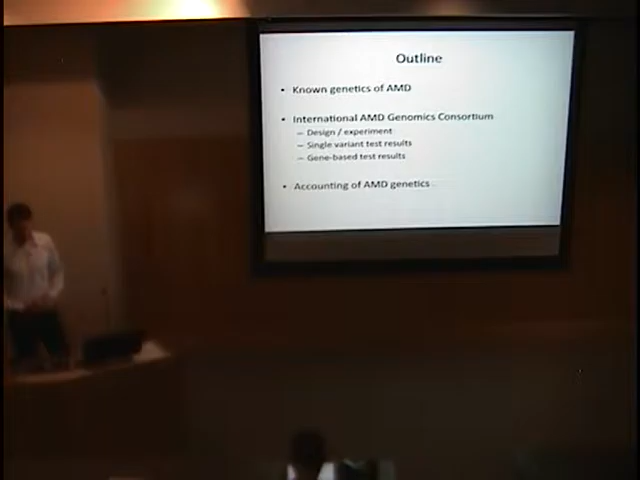 Outline
• Known genetics of AMD
• International AMD Genomics Consortium
– Design / experiment
– Single variant test results
– Gene-based test results
• Accounting of AMD genetics